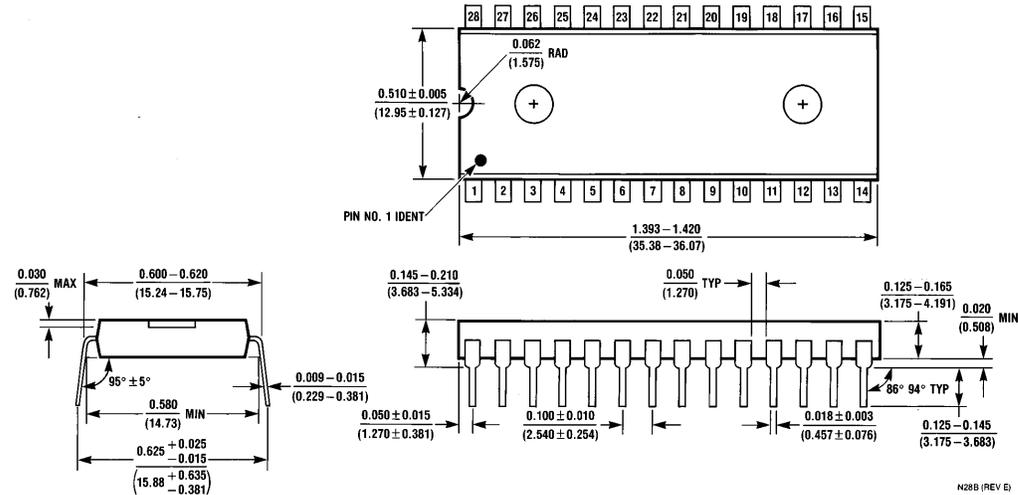 28 27 26 25 24 23 22 21 20 19 18 17 16 15
0.062
(1.575)
RAD
0.510 ± 0.005
(12.95 ± 0.127)
1 2 3 4 5 6 7 8 9 10 11 12 13 14
PIN NO. 1 IDENT
1.393 – 1.420
(35.38 – 36.07)
0.030
(0.762)
MAX
0.600 – 0.620
(15.24 – 15.75)
95° ± 5°
0.009 – 0.015
(0.229 – 0.381)
0.580
(14.73)
MIN
0.625 + 0.025
– 0.015
(15.88 + 0.635
– 0.381)
0.145 – 0.210
(3.683 – 5.334)
0.050
(1.270)
TYP
0.125 – 0.165
(3.175 – 4.191)
0.020
(0.508)
MIN
86° 94° TYP
0.050 ± 0.015
(1.270 ± 0.381)
0.100 ± 0.010
(2.540 ± 0.254)
0.018 ± 0.003
(0.457 ± 0.076)
0.125 – 0.145
(3.175 – 3.683)
N28B (REV E)